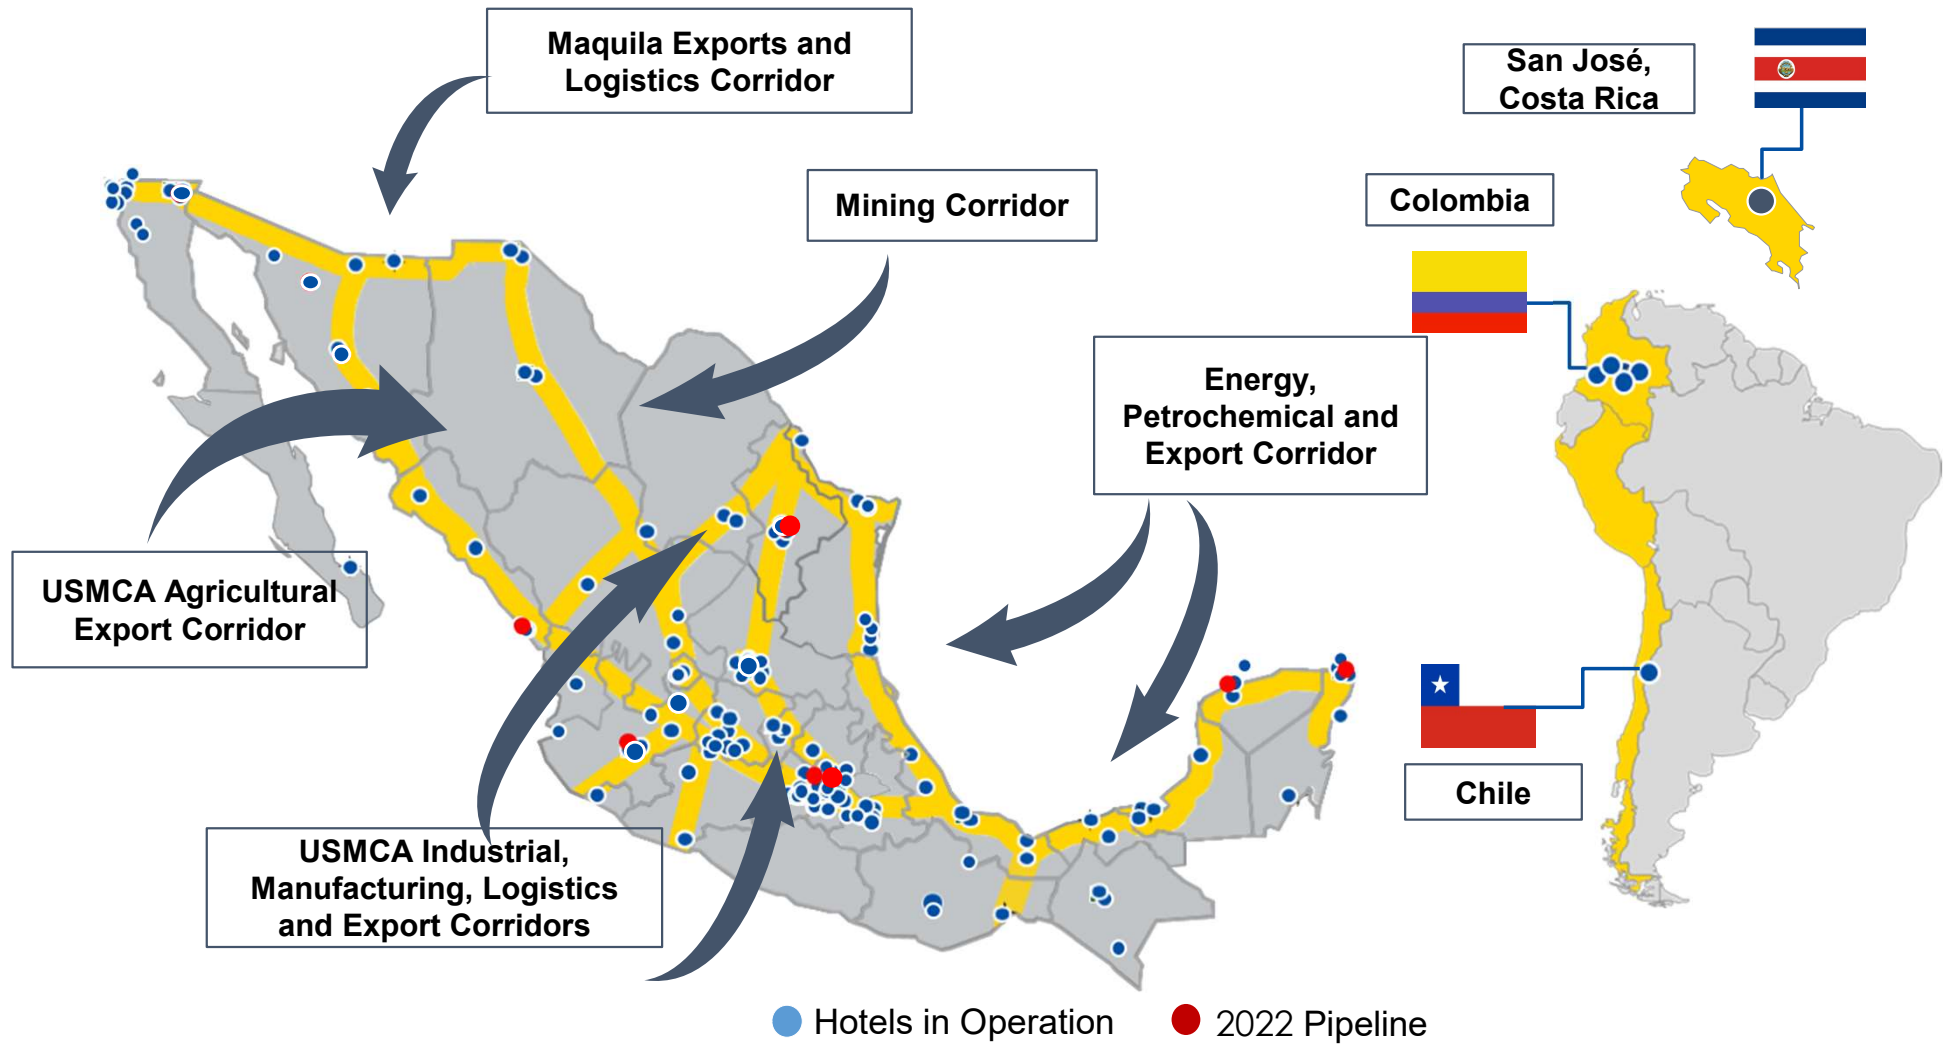 Maquila Exports and
Logistics Corridor
San José,
Costa Rica
Mining Corridor
Colombia
Energy,
Petrochemical and
Export Corridor
USMCA Agricultural
Export Corridor
Chile
USMCA Industrial,
Manufacturing, Logistics
and Export Corridors
Hotels in Operation
2022 Pipeline